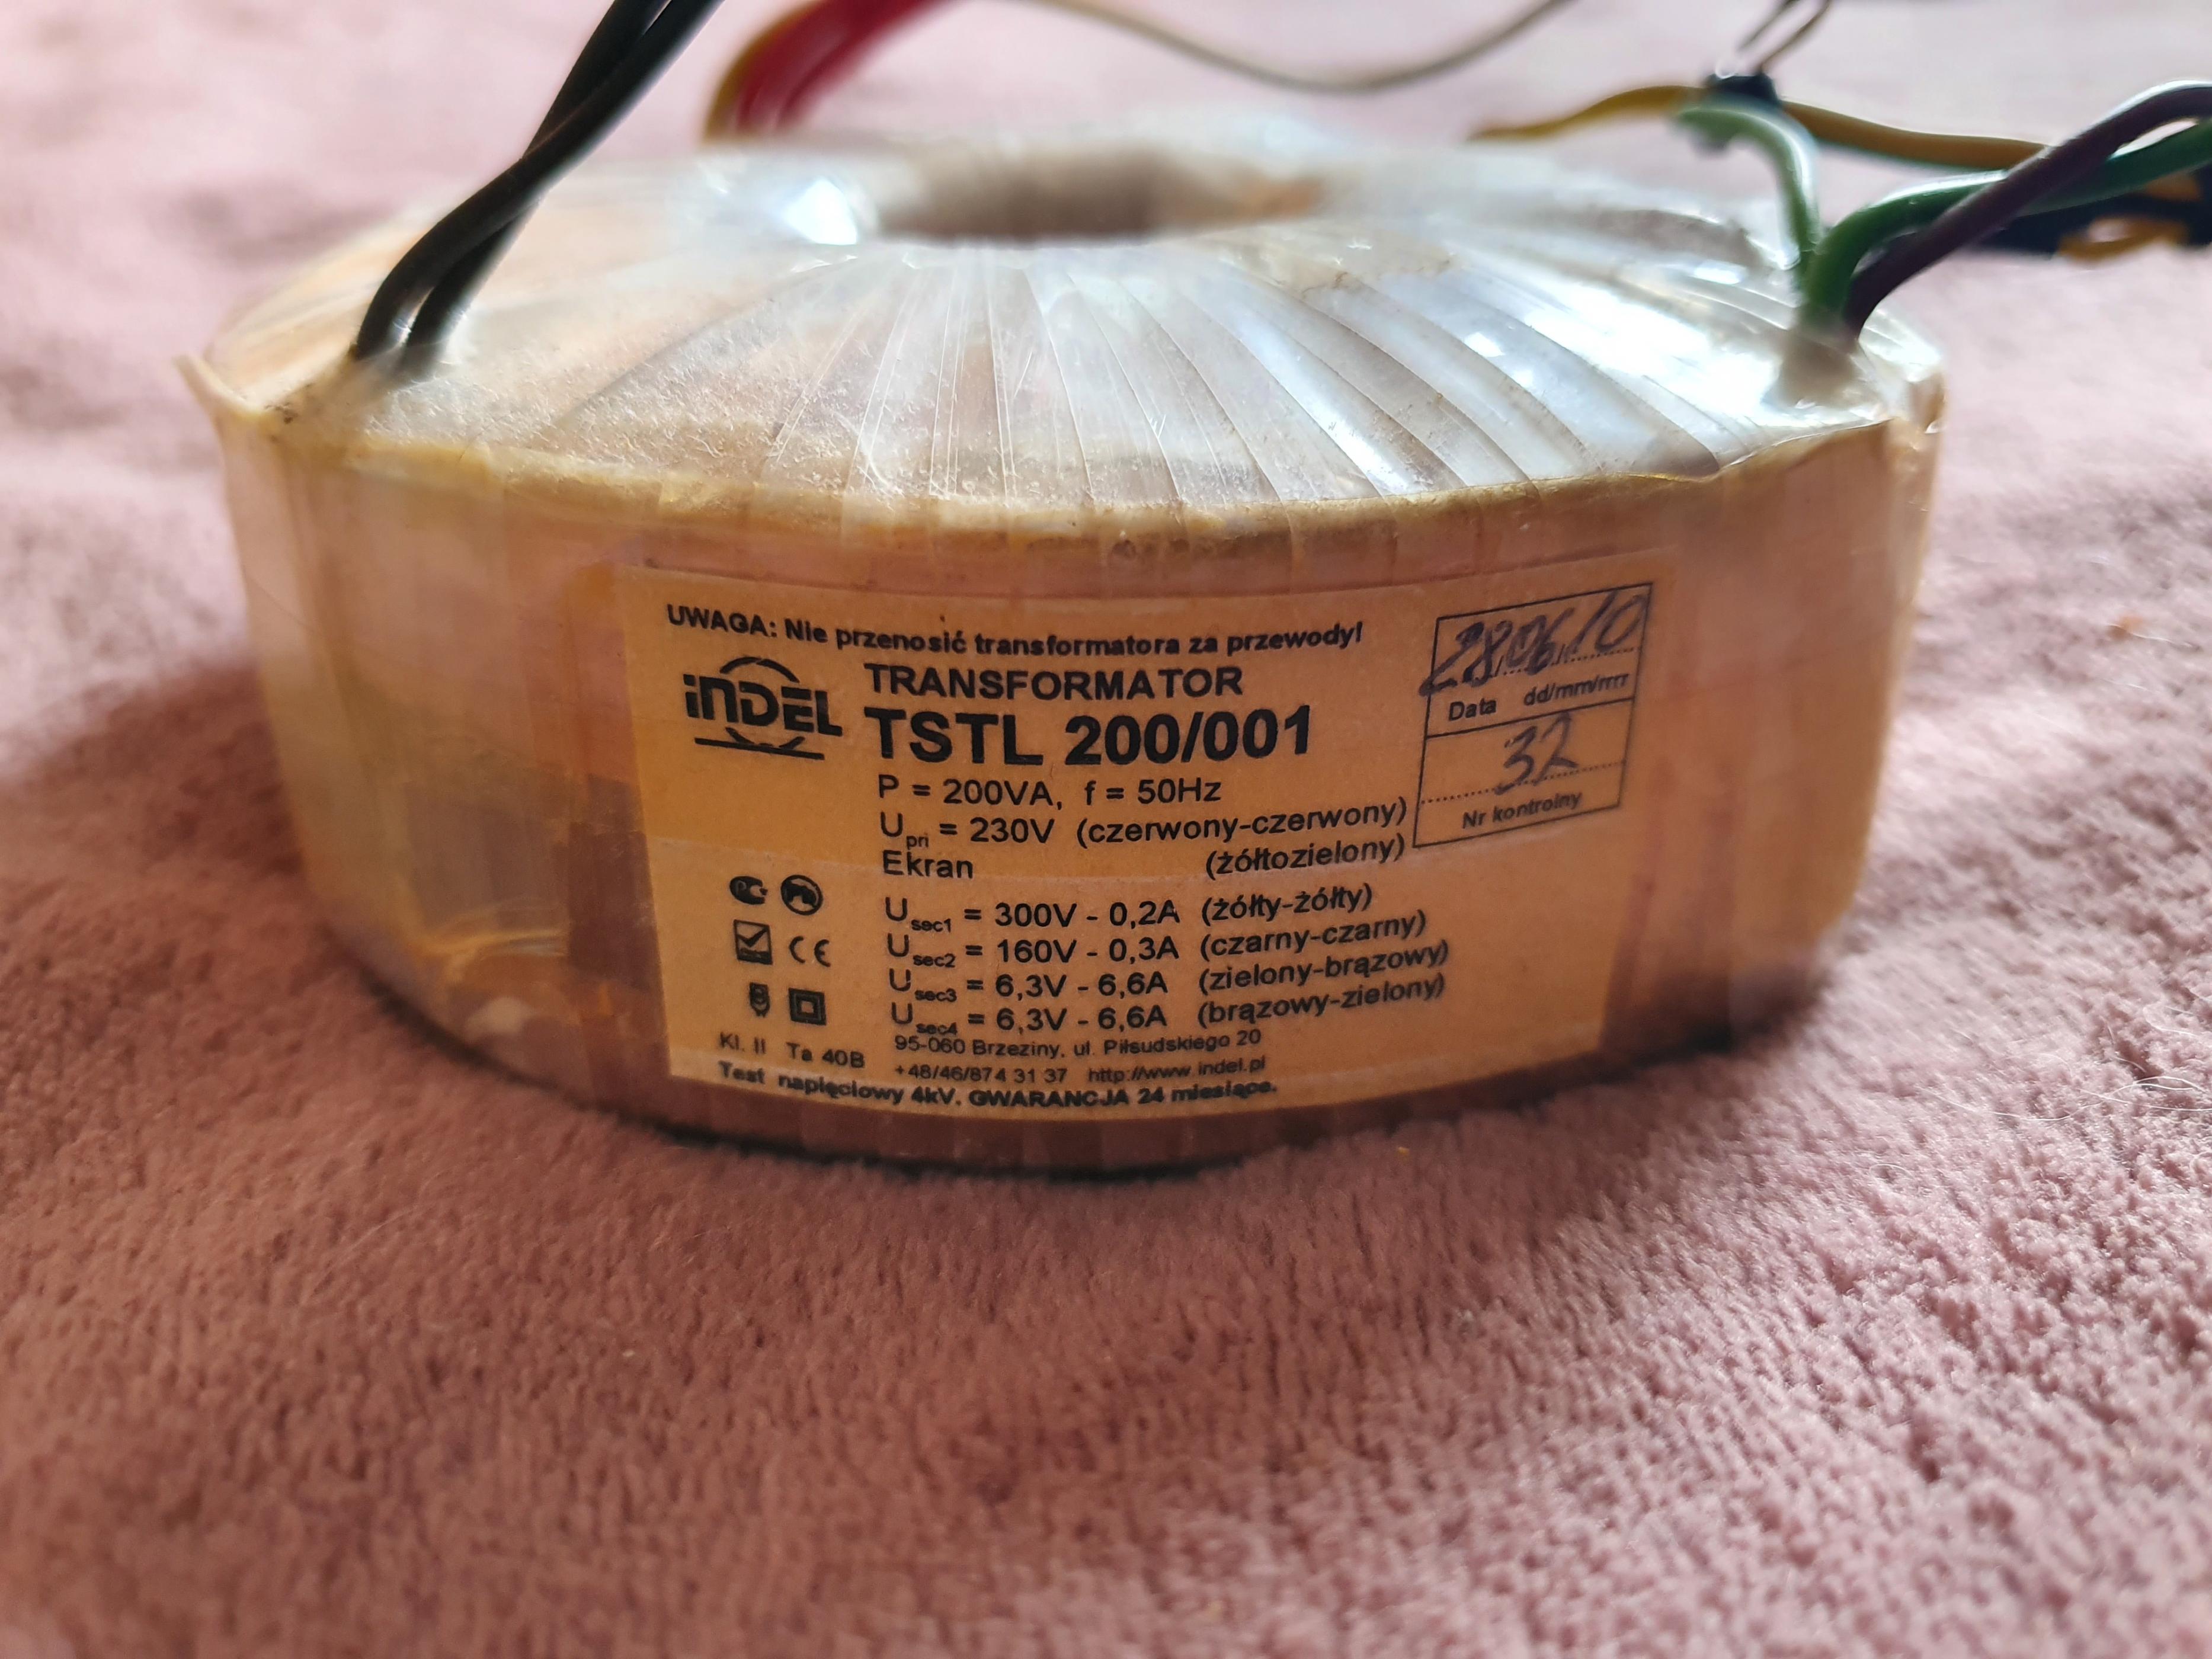 UWAGA: Nie przenosić transformatora za przewody!
iNDEL
TRANSFORMATOR
TSTL 200/001
P = 200VA, f = 50Hz
Upri = 230V (czerwony-czerwony)
Ekran (żółtozielony)
Usec1 = 300V - 0,2A (żółty-żółty)
Usec2 = 160V - 0,3A (czarny-czarny)
Usec3 = 6,3V - 6,6A (zielony-brązowy)
Usec4 = 6,3V - 6,6A (brązowy-zielony)
CE
Kl. II Ta 40B
95-060 Brzeziny, ul. Piłsudskiego 20
+48/46/874 31 37 http://www.indel.pl
Test napięciowy 4kV. GWARANCJA 24 miesiące.
28/06/10
Data dd/mm/rrrr
32
Nr kontrolny